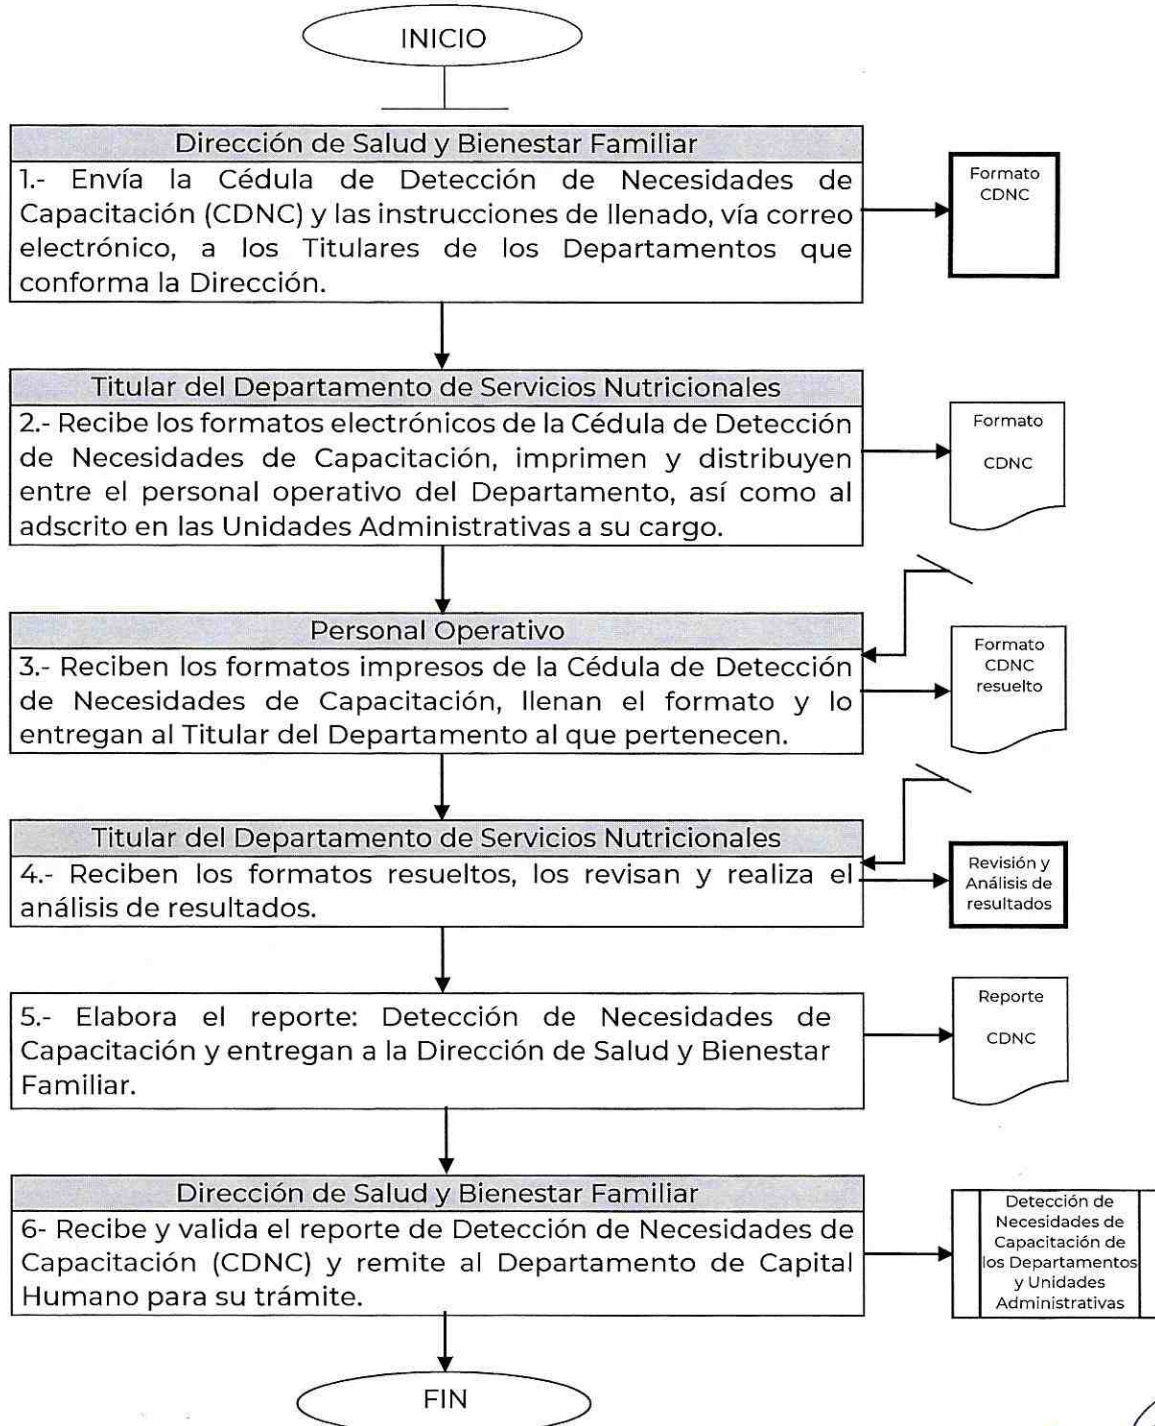 INICIO
Dirección de Salud y Bienestar Familiar
1.- Envía la Cédula de Detección de Necesidades de
Capacitación (CDNC) y las instrucciones de llenado, vía correo
electrónico, a los Titulares de los Departamentos que
conforma la Dirección.
Formato
CDNC
Titular del Departamento de Servicios Nutricionales
2.- Recibe los formatos electrónicos de la Cédula de Detección
de Necesidades de Capacitación, imprimen y distribuyen
entre el personal operativo del Departamento, así como al
adscrito en las Unidades Administrativas a su cargo.
Formato
CDNC
Personal Operativo
3.- Reciben los formatos impresos de la Cédula de Detección
de Necesidades de Capacitación, llenan el formato y lo
entregan al Titular del Departamento al que pertenecen.
Formato
CDNC
resuelto
Titular del Departamento de Servicios Nutricionales
4.- Reciben los formatos resueltos, los revisan y realiza el
análisis de resultados.
Revisión y
Análisis de
resultados
5.- Elabora el reporte: Detección de Necesidades de
Capacitación y entregan a la Dirección de Salud y Bienestar
Familiar.
Reporte
CDNC
Dirección de Salud y Bienestar Familiar
6- Recibe y valida el reporte de Detección de Necesidades de
Capacitación (CDNC) y remite al Departamento de Capital
Humano para su trámite.
Detección de
Necesidades de
Capacitación de
los Departamentos
y Unidades
Administrativas
FIN